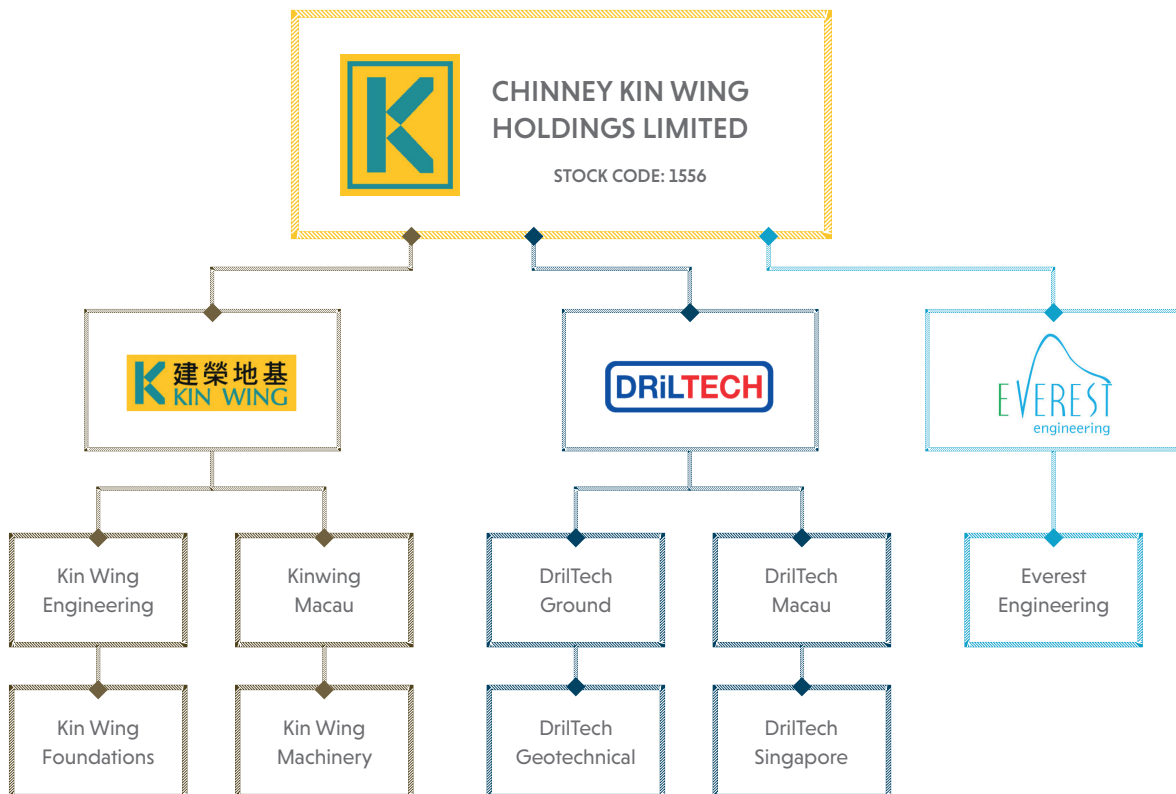 CHINNEY KIN WING
HOLDINGS LIMITED
STOCK CODE: 1556
建榮地基
KIN WING
DRiLTECH
EVEREST
engineering
Kin Wing
Engineering
Kinwing
Macau
DrilTech
Ground
DrilTech
Macau
Everest
Engineering
Kin Wing
Foundations
Kin Wing
Machinery
DrilTech
Geotechnical
DrilTech
Singapore